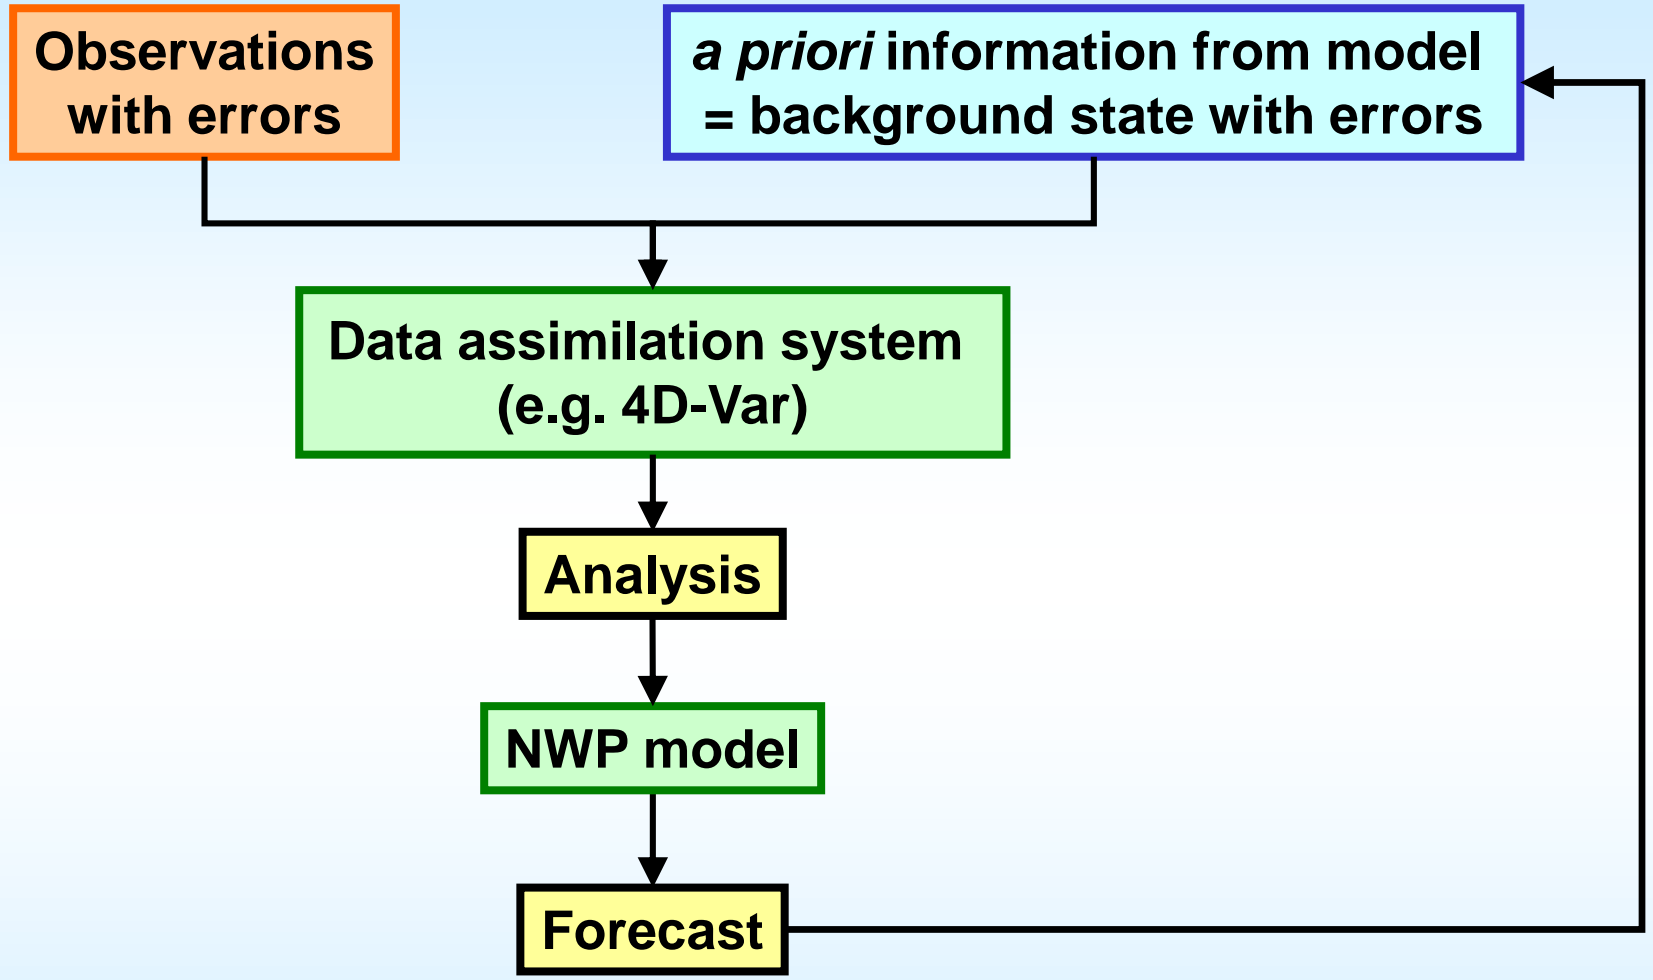 Observations
with errors
a priori information from model
= background state with errors
Data assimilation system
(e.g. 4D-Var)
Analysis
NWP model
Forecast